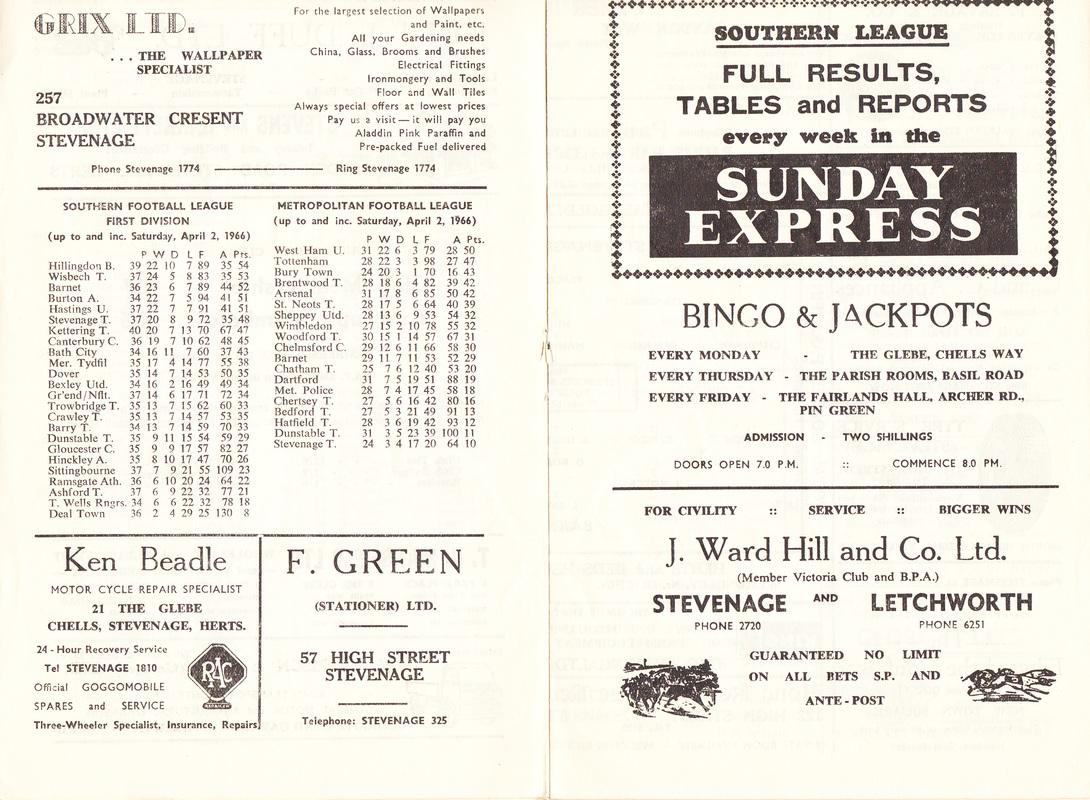 GRIX LTD.
... THE WALLPAPER
SPECIALIST
257
BROADWATER CRESENT
STEVENAGE
For the largest selection of Wallpapers
and Paint, etc.
All your Gardening needs
China, Glass, Brooms and Brushes
Electrical Fittings
Ironmongery and Tools
Floor and Wall Tiles
Always special offers at lowest prices
Pay us a visit — it will pay you
Aladdin Pink Paraffin and
Pre-packed Fuel delivered
Phone Stevenage 1774 ——— Ring Stevenage 1774
SOUTHERN FOOTBALL LEAGUE
FIRST DIVISION
(up to and inc. Saturday, April 2, 1966)
P W D L F A Pts.
Hillingdon B. 39 22 10 7 89 35 54
Wisbech T. 37 24 5 8 83 35 53
Barnet 36 23 6 7 89 44 52
Burton A. 34 22 7 5 94 41 51
Hastings U. 37 22 7 7 91 41 51
Stevenage T. 37 20 8 9 72 35 48
Kettering T. 40 20 7 13 70 67 47
Canterbury C. 36 19 7 10 62 48 45
Bath City 34 16 11 7 60 37 43
Mer. Tydfil 35 17 4 14 77 55 38
Dover 35 14 7 14 53 50 35
Bexley Utd. 34 16 2 16 49 49 34
Gr'end/Nflt. 37 14 6 17 71 72 34
Trowbridge T. 35 13 7 15 62 60 33
Crawley T. 35 13 7 14 57 53 35
Barry T. 34 13 7 14 59 70 33
Dunstable T. 35 9 11 15 54 59 29
Gloucester C. 35 9 9 17 57 82 27
Hinckley A. 35 8 10 17 47 70 26
Sittingbourne 37 7 9 21 55 109 23
Ramsgate Ath. 36 6 10 20 24 64 22
Ashford T. 37 6 9 22 32 77 21
T. Wells Rngrs. 34 6 6 22 32 78 18
Deal Town 36 2 4 29 25 130 8
METROPOLITAN FOOTBALL LEAGUE
(up to and inc. Saturday, April 2, 1966)
P W D L F A Pts.
West Ham U. 31 22 6 3 79 28 50
Tottenham 28 22 3 3 98 27 47
Bury Town 24 20 3 1 70 16 43
Brentwood T. 28 18 6 4 82 39 42
Arsenal 31 17 8 6 85 50 42
St. Neots T. 28 17 5 6 64 40 39
Sheppey Utd. 28 13 6 9 53 54 32
Wimbledon 27 15 2 10 78 55 32
Woodford T. 30 15 1 14 57 67 31
Chelmsford C. 29 12 6 11 66 58 30
Barnet 29 11 7 11 53 52 29
Chatham T. 25 7 6 12 40 53 20
Dartford 31 7 5 19 51 88 19
Met. Police 28 7 4 17 45 58 18
Chertsey T. 27 5 6 16 42 80 16
Bedford T. 27 5 3 21 49 91 13
Hatfield T. 28 3 6 19 42 93 12
Dunstable T. 31 3 5 23 39 100 11
Stevenage T. 24 3 4 17 20 64 10
Ken Beadle
MOTOR CYCLE REPAIR SPECIALIST
21 THE GLEBE
CHELLS, STEVENAGE, HERTS.
24 - Hour Recovery Service
Tel STEVENAGE 1810
Official GOGGOMOBILE
SPARES and SERVICE
RAC
Three-Wheeler Specialist, Insurance, Repairs
F. GREEN
(STATIONER) LTD.
57 HIGH STREET
STEVENAGE
Telephone: STEVENAGE 325
SOUTHERN LEAGUE
FULL RESULTS,
TABLES and REPORTS
every week in the
SUNDAY
EXPRESS
BINGO & JACKPOTS
EVERY MONDAY - THE GLEBE, CHELLS WAY
EVERY THURSDAY - THE PARISH ROOMS, BASIL ROAD
EVERY FRIDAY - THE FAIRLANDS HALL, ARCHER RD.,
PIN GREEN
ADMISSION - TWO SHILLINGS
DOORS OPEN 7.0 P.M. :: COMMENCE 8.0 PM.
FOR CIVILITY :: SERVICE :: BIGGER WINS
J. Ward Hill and Co. Ltd.
(Member Victoria Club and B.P.A.)
STEVENAGE AND LETCHWORTH
PHONE 2720 PHONE 6251
GUARANTEED NO LIMIT
ON ALL BETS S.P. AND
ANTE-POST